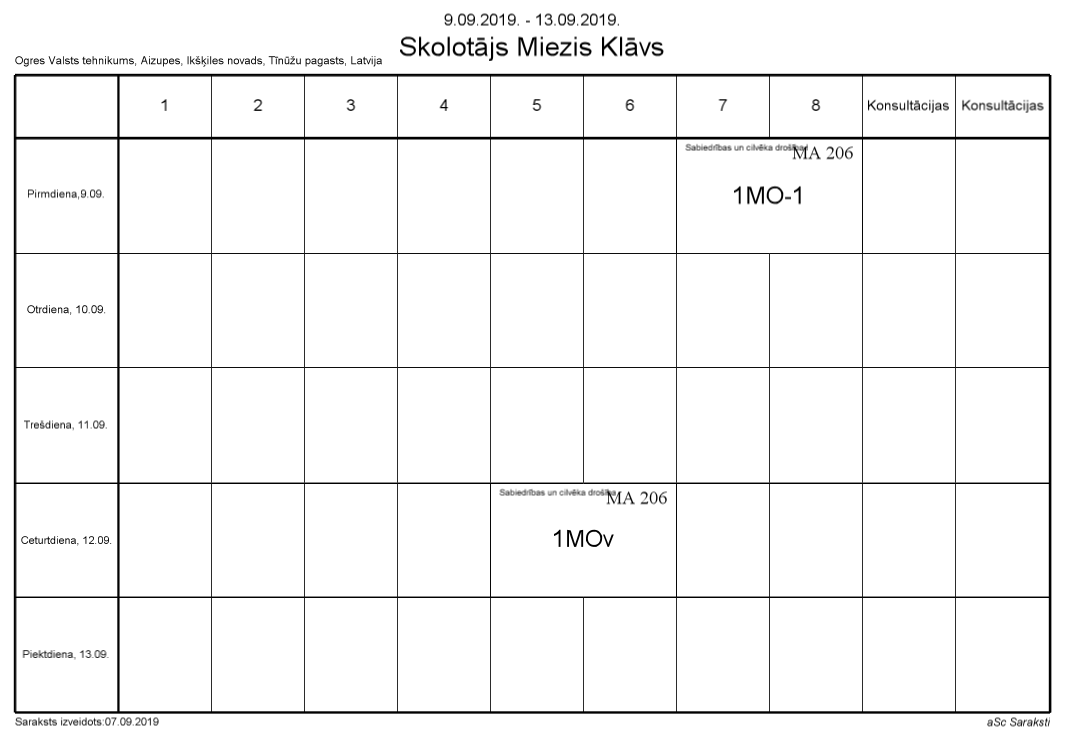 9.09.2019. - 13.09.2019.
Skolotājs Miezis Klāvs
Ogres Valsts tehnikums, Aizupes, Ikšķiles novads, Tīnūžu pagasts, Latvija
1 2 3 4 5 6 7 8 Konsultācijas Konsultācijas
Pirmdiena,9.09.
Sabiedrības un cilvēka drošība
MA 206
1MO-1
Otrdiena, 10.09.
Trešdiena, 11.09.
Ceturtdiena, 12.09.
Sabiedrības un cilvēka drošība
MA 206
1MOv
Piektdiena, 13.09.
Saraksts izveidots:07.09.2019
aSc Saraksti